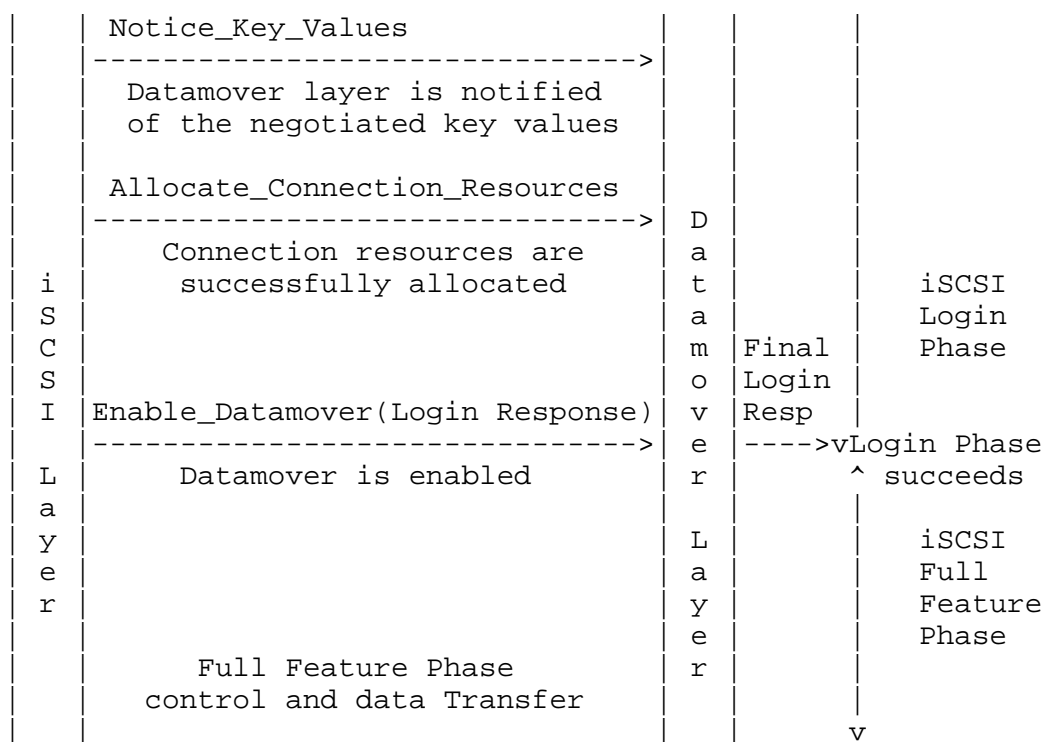 |   | Notice_Key_Values                 |   |      |
|   |-------------------------------->|   |      |
|   |  Datamover layer is notified      |   |      |
|   |  of the negotiated key values     |   |      |
|   |                                   |   |      |
|   | Allocate_Connection_Resources     |   |      |
|   |-------------------------------->| D |      |
|   |    Connection resources are       | a |      |
| i |     successfully allocated        | t |      |   iSCSI
| S |                                   | a |      |   Login
| C |                                   | m |Final |   Phase
| S |                                   | o |Login |
| I |Enable_Datamover(Login Response)| v |Resp  |
|   |-------------------------------->| e |---->vLogin Phase
| L |     Datamover is enabled          | r |      ^ succeeds
| a |                                   |   |      |
| y |                                   | L |      |   iSCSI
| e |                                   | a |      |   Full
| r |                                   | y |      |   Feature
|   |                                   | e |      |   Phase
|   |      Full Feature Phase           | r |      |
|   |   control and data Transfer       |   |      |
|   |                                   |   |      v